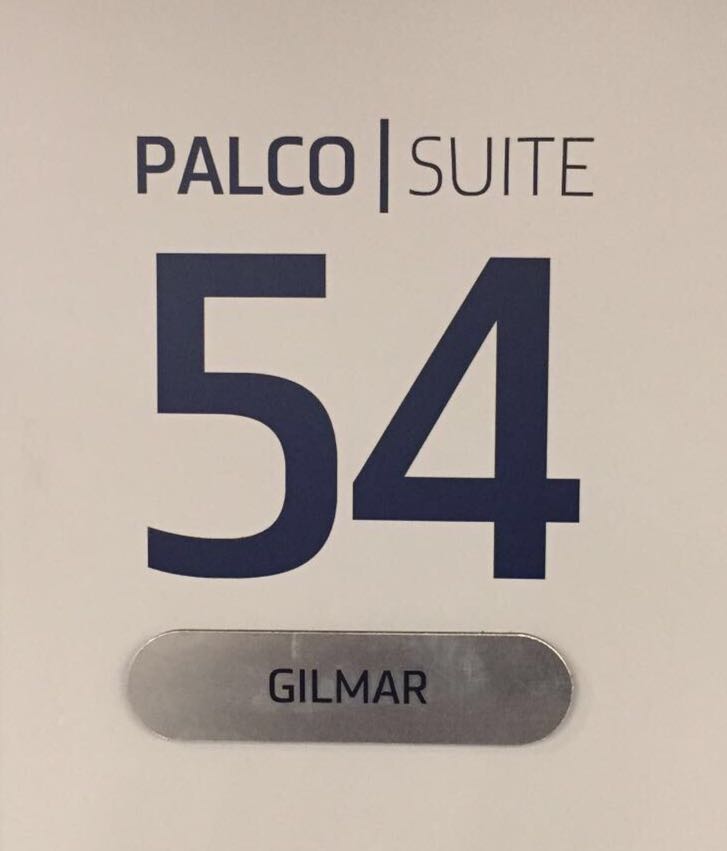 PALCO | SUITE
54
GILMAR